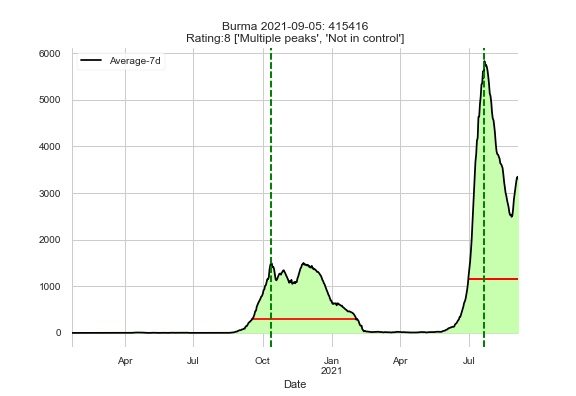 Burma 2021-09-05: 415416
Rating:8 ['Multiple peaks', 'Not in control']
Average-7d
6000
5000
4000
3000
2000
1000
0
Apr
Jul
Oct
Jan
2021
Apr
Jul
Date